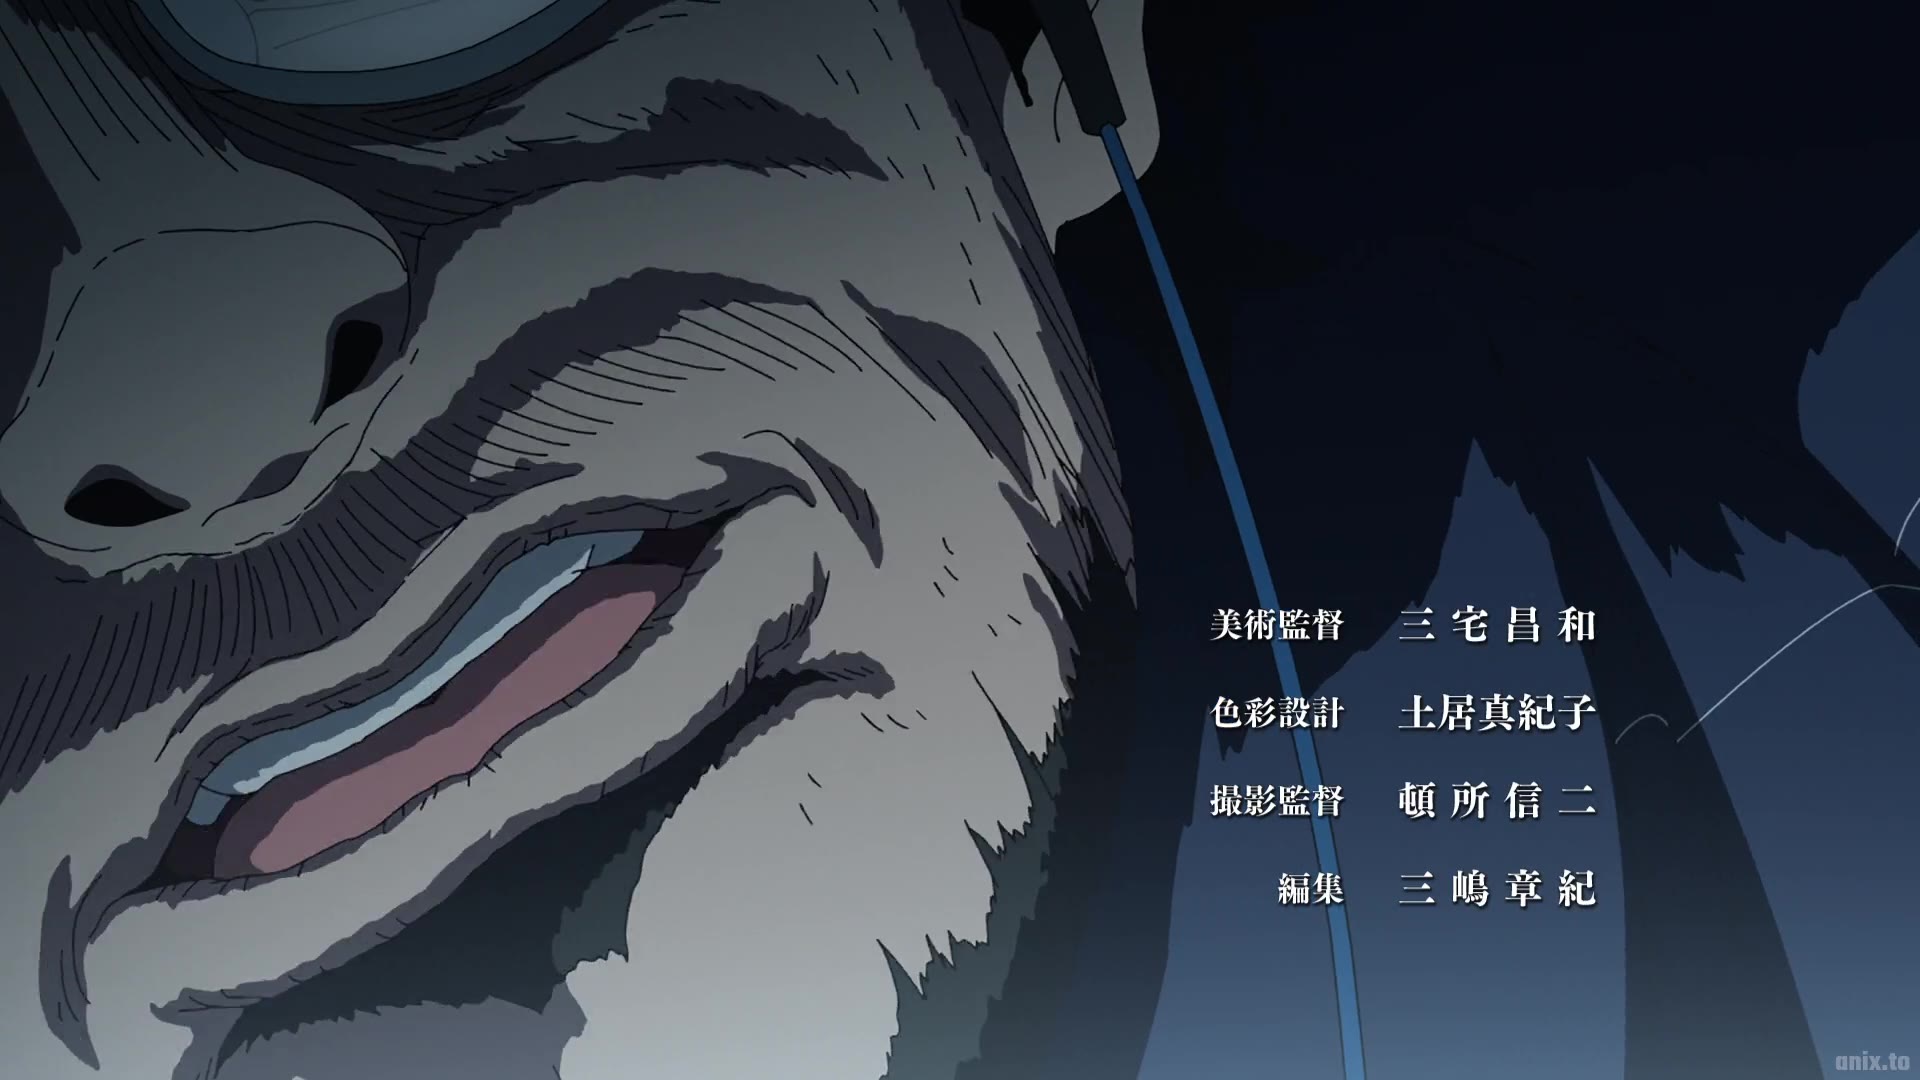 美術監督 三宅昌和
色彩設計 土居真紀子
撮影監督 頓所信二
編集 三嶋章紀
anix.to